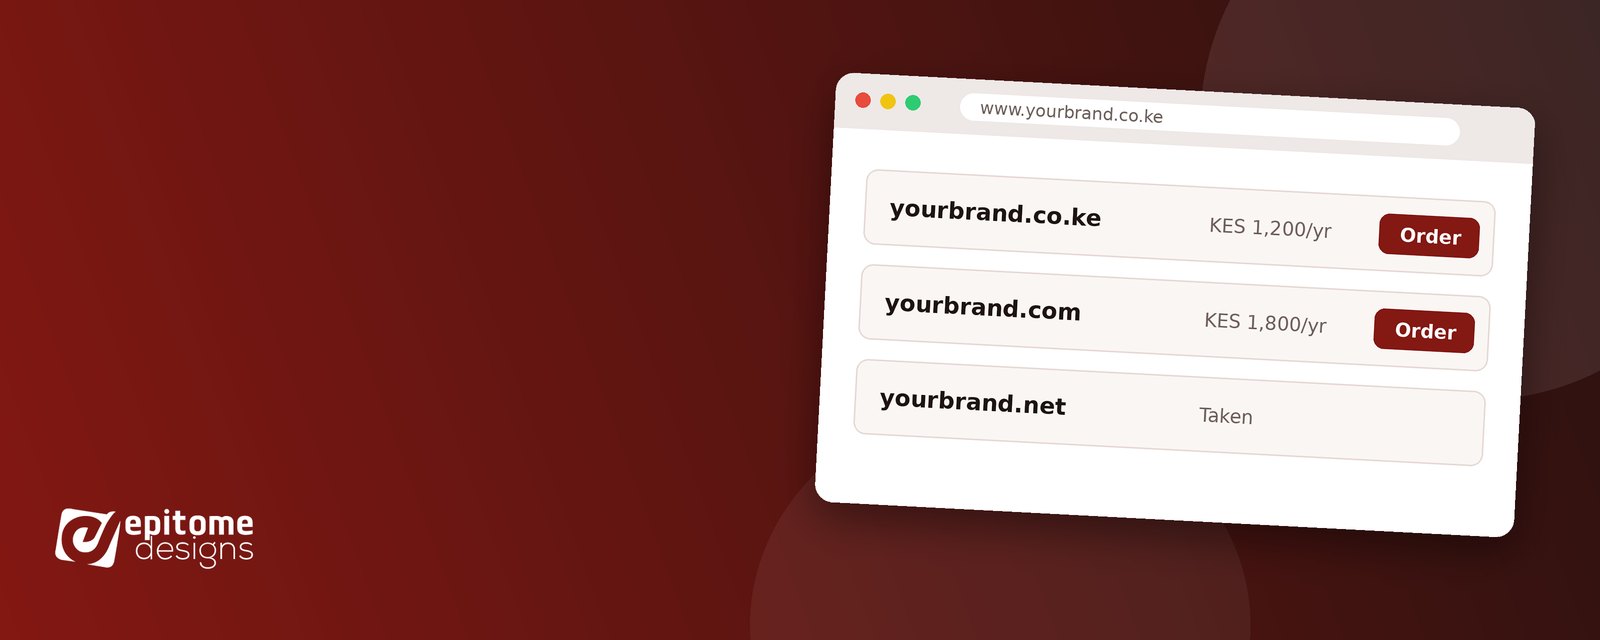 www.yourbrand.co.ke
yourbrand.co.ke KES 1,200/yr Order
yourbrand.com KES 1,800/yr Order
yourbrand.net Taken
epitome
designs